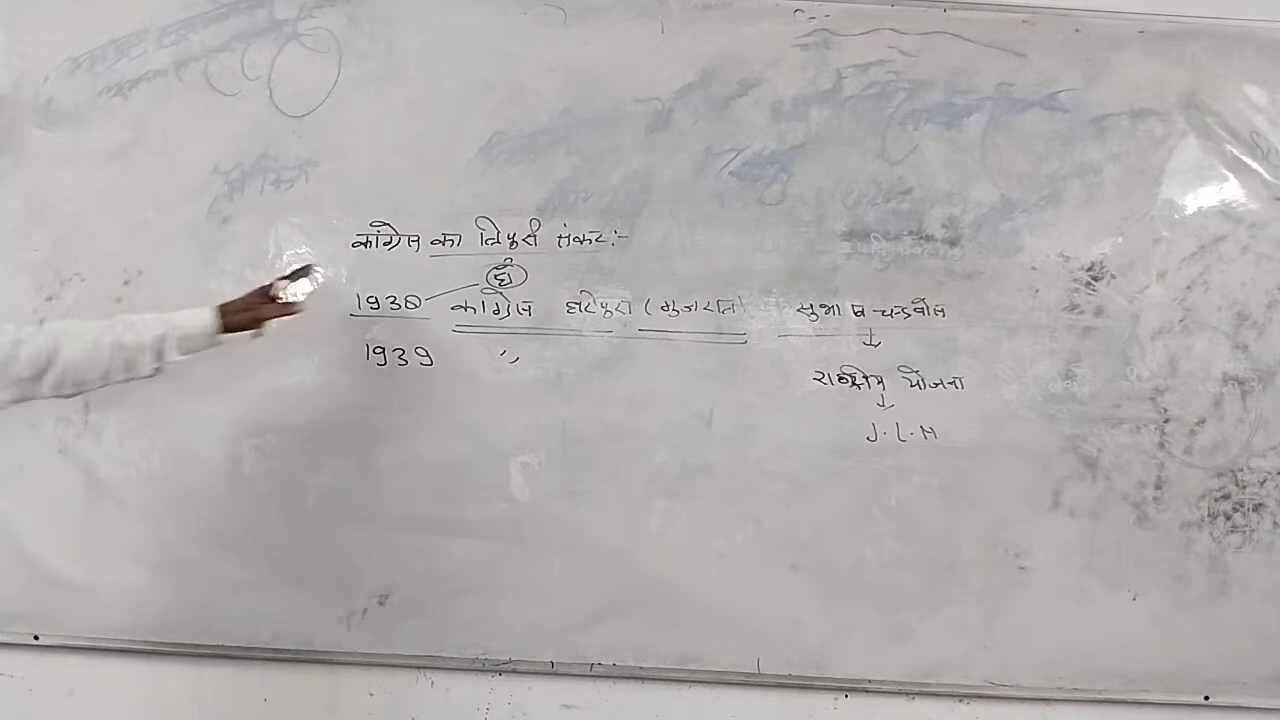 कांग्रेस का त्रिपुरी संकट:-
1938 कांग्रेस हरिपुरा (गुजरात) सुभाष चन्द्रबोस
1939 ,,
राष्ट्रीय योजना
J.L.N